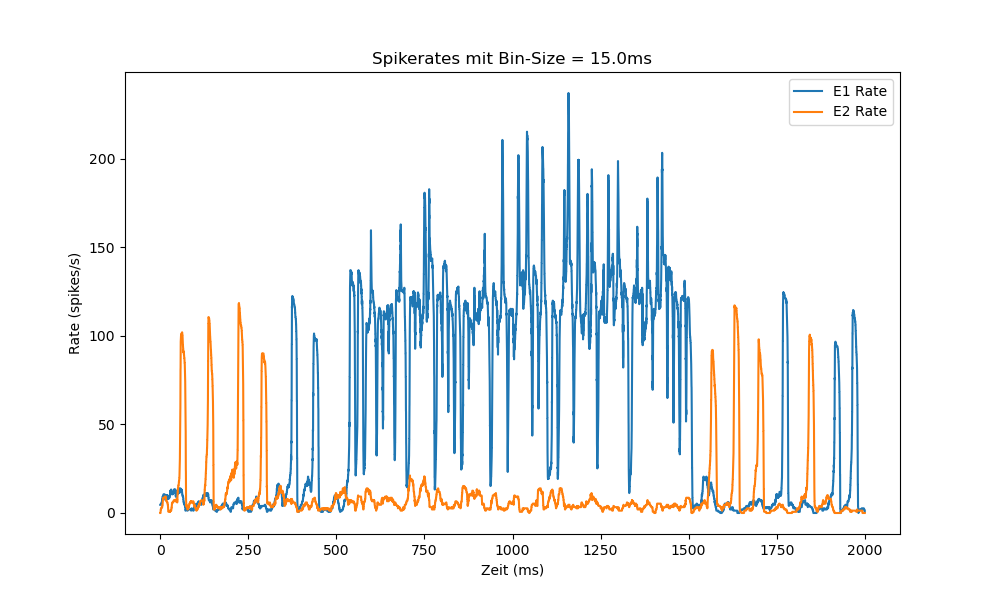 Spikerates mit Bin-Size = 15.0ms
E1 Rate
E2 Rate
Rate (spikes/s)
200
150
100
50
0
0 250 500 750 1000 1250 1500 1750 2000
Zeit (ms)